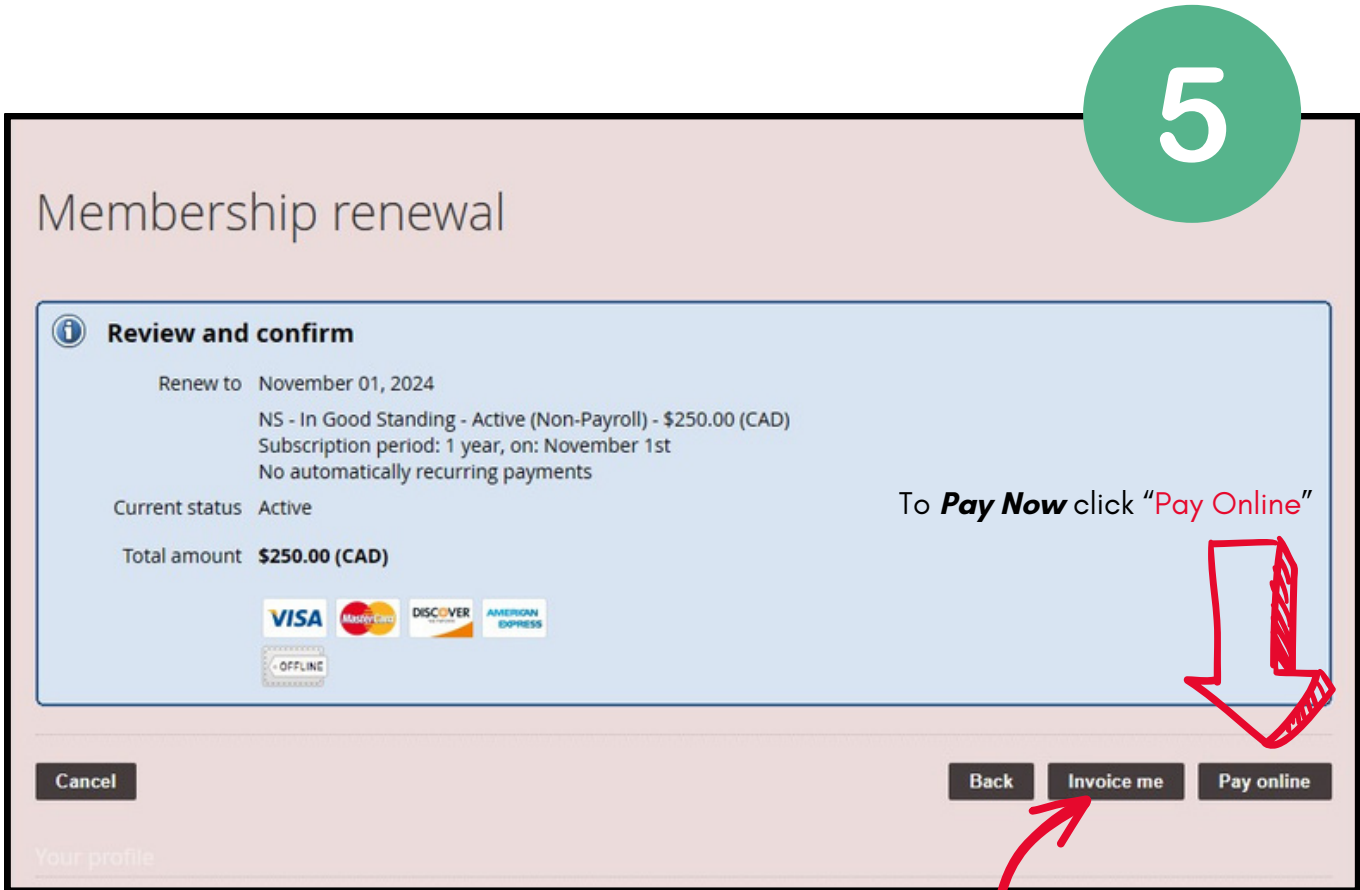 5
Membership renewal
Review and confirm
Renew to November 01, 2024
NS - In Good Standing - Active (Non-Payroll) - $250.00 (CAD)
Subscription period: 1 year, on: November 1st
No automatically recurring payments
To Pay Now click “Pay Online”
Current status Active
Total amount $250.00 (CAD)
VISA MasterCard DISCOVER AMERICAN EXPRESS
OFFLINE
Cancel Back Invoice me Pay online
Your profile